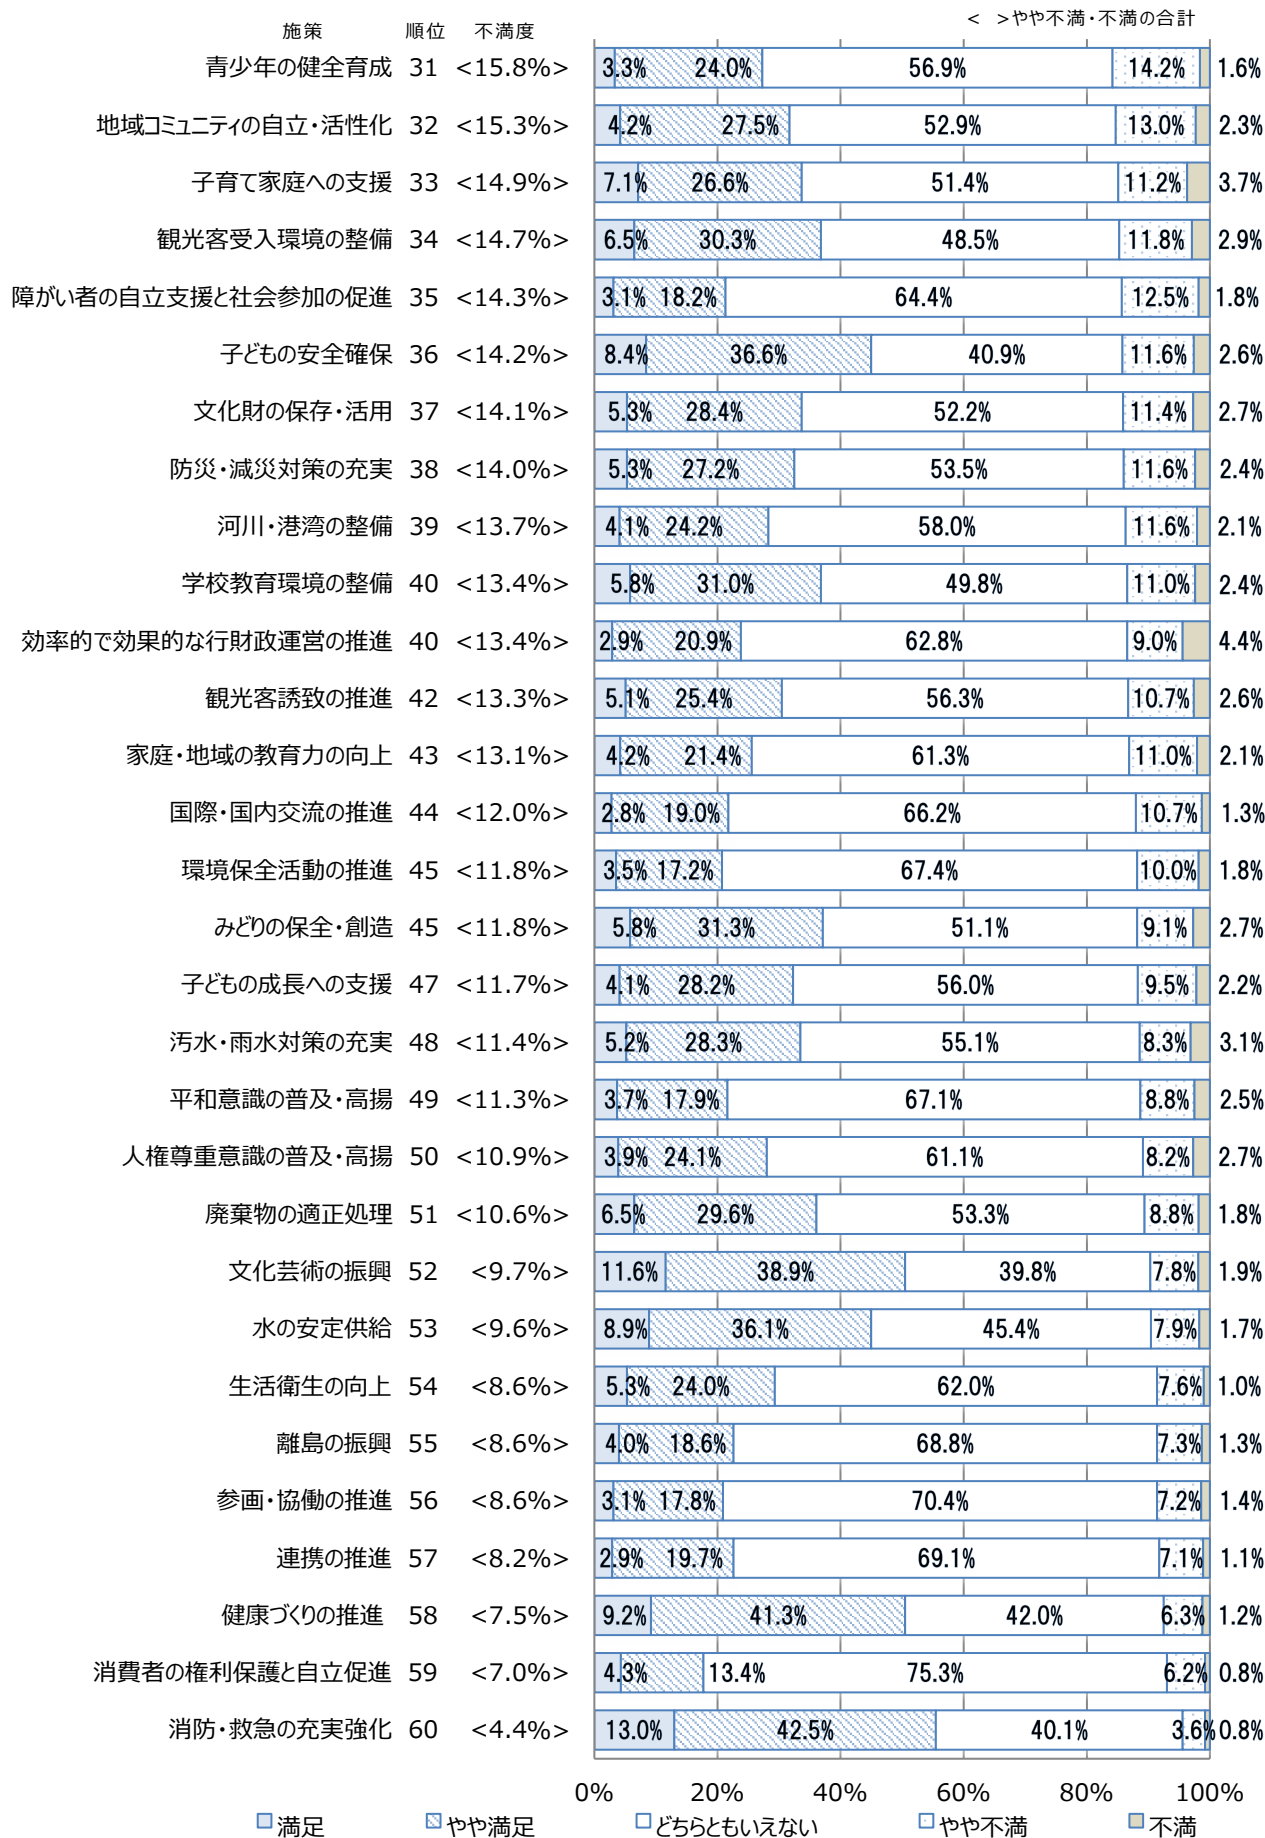 < >やや不満・不満の合計
施策 順位 不満度
青少年の健全育成 31 <15.8%> 3.3% 24.0% 56.9% 14.2% 1.6%
地域コミュニティの自立・活性化 32 <15.3%> 4.2% 27.5% 52.9% 13.0% 2.3%
子育て家庭への支援 33 <14.9%> 7.1% 26.6% 51.4% 11.2% 3.7%
観光客受入環境の整備 34 <14.7%> 6.5% 30.3% 48.5% 11.8% 2.9%
障がい者の自立支援と社会参加の促進 35 <14.3%> 3.1% 18.2% 64.4% 12.5% 1.8%
子どもの安全確保 36 <14.2%> 8.4% 36.6% 40.9% 11.6% 2.6%
文化財の保存・活用 37 <14.1%> 5.3% 28.4% 52.2% 11.4% 2.7%
防災・減災対策の充実 38 <14.0%> 5.3% 27.2% 53.5% 11.6% 2.4%
河川・港湾の整備 39 <13.7%> 4.1% 24.2% 58.0% 11.6% 2.1%
学校教育環境の整備 40 <13.4%> 5.8% 31.0% 49.8% 11.0% 2.4%
効率的で効果的な行財政運営の推進 40 <13.4%> 2.9% 20.9% 62.8% 9.0% 4.4%
観光客誘致の推進 42 <13.3%> 5.1% 25.4% 56.3% 10.7% 2.6%
家庭・地域の教育力の向上 43 <13.1%> 4.2% 21.4% 61.3% 11.0% 2.1%
国際・国内交流の推進 44 <12.0%> 2.8% 19.0% 66.2% 10.7% 1.3%
環境保全活動の推進 45 <11.8%> 3.5% 17.2% 67.4% 10.0% 1.8%
みどりの保全・創造 45 <11.8%> 5.8% 31.3% 51.1% 9.1% 2.7%
子どもの成長への支援 47 <11.7%> 4.1% 28.2% 56.0% 9.5% 2.2%
汚水・雨水対策の充実 48 <11.4%> 5.2% 28.3% 55.1% 8.3% 3.1%
平和意識の普及・高揚 49 <11.3%> 3.7% 17.9% 67.1% 8.8% 2.5%
人権尊重意識の普及・高揚 50 <10.9%> 3.9% 24.1% 61.1% 8.2% 2.7%
廃棄物の適正処理 51 <10.6%> 6.5% 29.6% 53.3% 8.8% 1.8%
文化芸術の振興 52 <9.7%> 11.6% 38.9% 39.8% 7.8% 1.9%
水の安定供給 53 <9.6%> 8.9% 36.1% 45.4% 7.9% 1.7%
生活衛生の向上 54 <8.6%> 5.3% 24.0% 62.0% 7.6% 1.0%
離島の振興 55 <8.6%> 4.0% 18.6% 68.8% 7.3% 1.3%
参画・協働の推進 56 <8.6%> 3.1% 17.8% 70.4% 7.2% 1.4%
連携の推進 57 <8.2%> 2.9% 19.7% 69.1% 7.1% 1.1%
健康づくりの推進 58 <7.5%> 9.2% 41.3% 42.0% 6.3% 1.2%
消費者の権利保護と自立促進 59 <7.0%> 4.3% 13.4% 75.3% 6.2% 0.8%
消防・救急の充実強化 60 <4.4%> 13.0% 42.5% 40.1% 3.6% 0.8%
0% 20% 40% 60% 80% 100%
満足 やや満足 どちらともいえない やや不満 不満